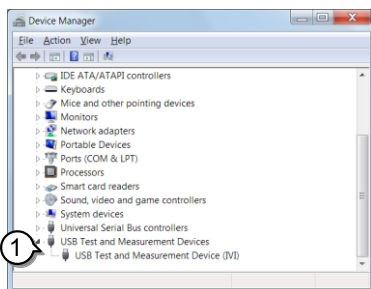 Device Manager
File Action View Help
IDE ATA/ATAPI controllers
Keyboards
Mice and other pointing devices
Monitors
Network adapters
Portable Devices
Ports (COM & LPT)
Processors
Smart card readers
Sound, video and game controllers
System devices
Universal Serial Bus controllers
1 USB Test and Measurement Devices
USB Test and Measurement Device (IVI)